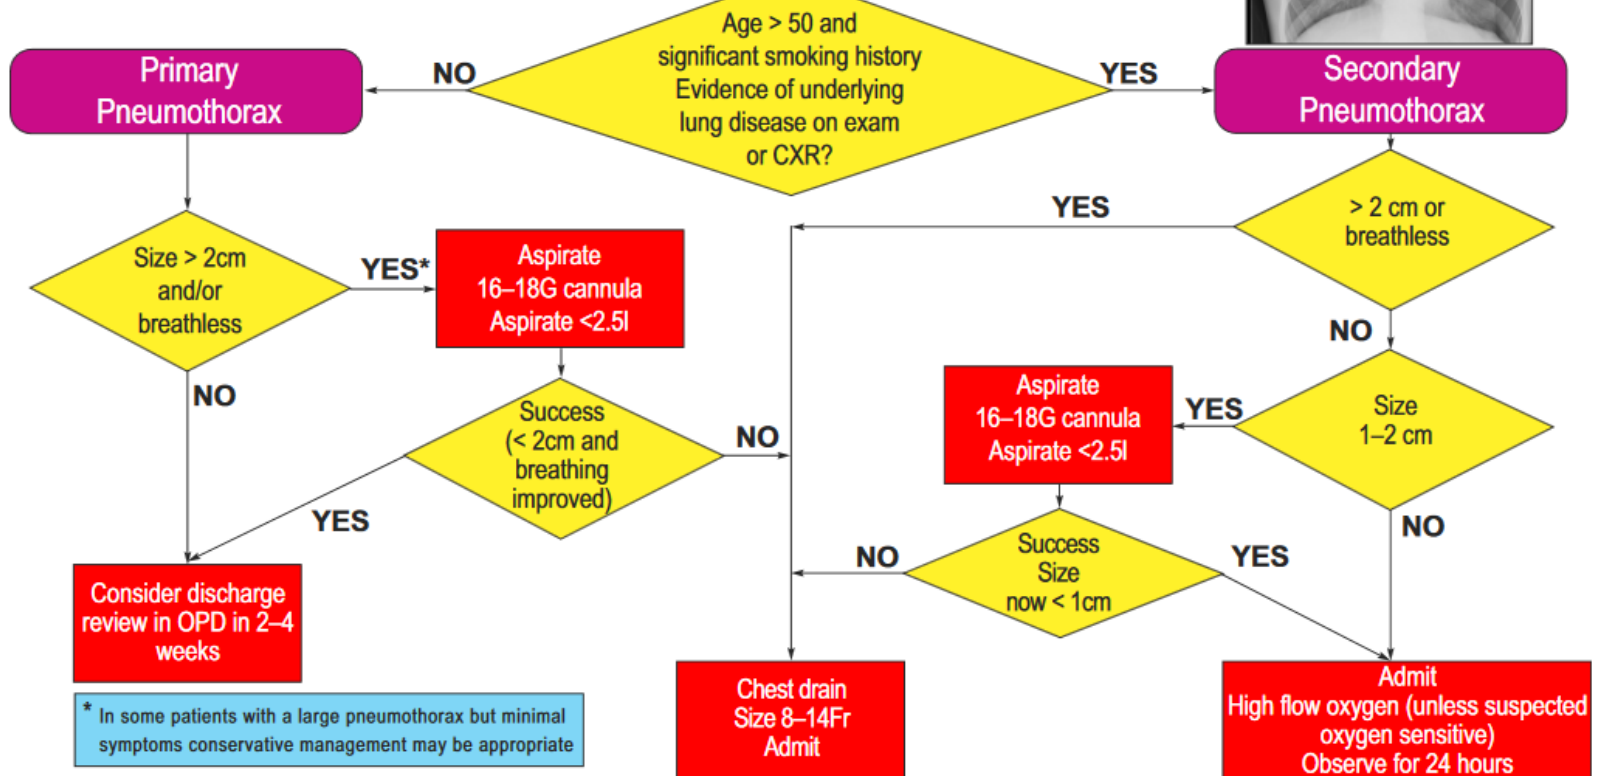 Age > 50 and
significant smoking history
Evidence of underlying
lung disease on exam
or CXR?
NO
YES
Primary
Pneumothorax
Secondary
Pneumothorax
Size > 2cm
and/or
breathless
YES*
NO
Aspirate
16–18G cannula
Aspirate <2.5l
Success
(< 2cm and
breathing
improved)
YES
NO
Consider discharge
review in OPD in 2–4
weeks
* In some patients with a large pneumothorax but minimal
symptoms conservative management may be appropriate
> 2 cm or
breathless
YES
NO
Size
1–2 cm
YES
NO
Aspirate
16–18G cannula
Aspirate <2.5l
Success
Size
now < 1cm
NO
YES
Chest drain
Size 8–14Fr
Admit
Admit
High flow oxygen (unless suspected
oxygen sensitive)
Observe for 24 hours